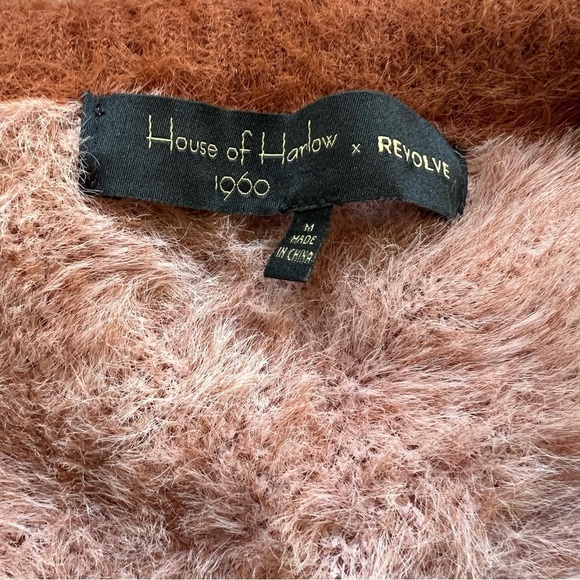 House of Harlow x REVOLVE
1960
M
MADE
IN CHINA